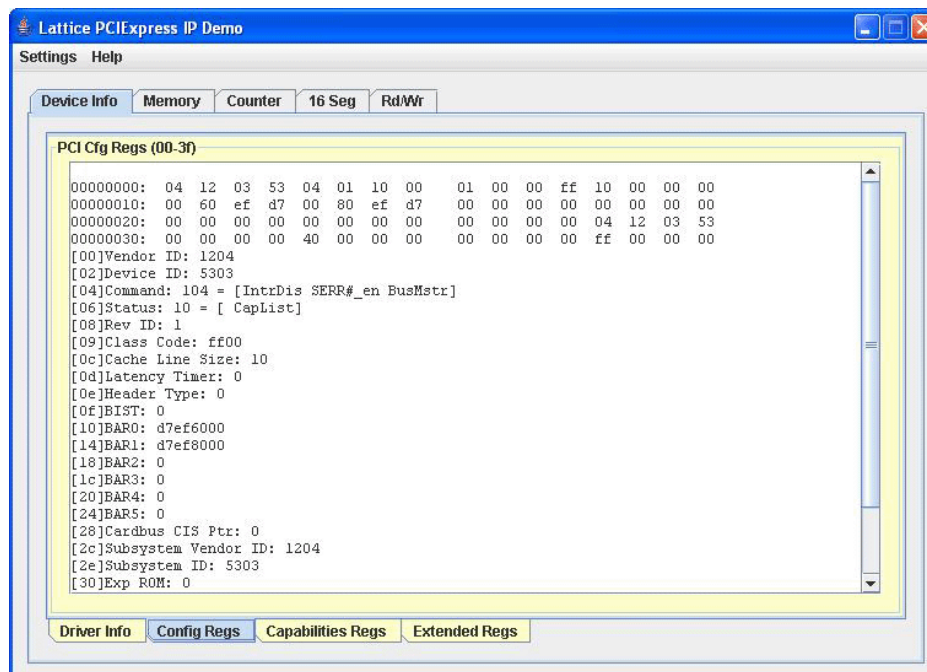 Lattice PCIExpress IP Demo
Settings Help
Device Info Memory Counter 16 Seg Rd/Wr
PCI Cfg Regs (00-3f)
00000000: 04 12 03 53 04 01 10 00 01 00 00 ff 10 00 00 00
00000010: 00 60 ef d7 00 80 ef d7 00 00 00 00 00 00 00 00
00000020: 00 00 00 00 00 00 00 00 00 00 00 00 04 12 03 53
00000030: 00 00 00 00 40 00 00 00 00 00 00 00 ff 00 00 00
[00]Vendor ID: 1204
[02]Device ID: 5303
[04]Command: 104 = [IntrDis SERR#_en BusMstr]
[06]Status: 10 = [ CapList]
[08]Rev ID: 1
[09]Class Code: ff00
[0c]Cache Line Size: 10
[0d]Latency Timer: 0
[0e]Header Type: 0
[0f]BIST: 0
[10]BAR0: d7ef6000
[14]BAR1: d7ef8000
[18]BAR2: 0
[1c]BAR3: 0
[20]BAR4: 0
[24]BAR5: 0
[28]Cardbus CIS Ptr: 0
[2c]Subsystem Vendor ID: 1204
[2e]Subsystem ID: 5303
[30]Exp ROM: 0
Driver Info Config Regs Capabilities Regs Extended Regs